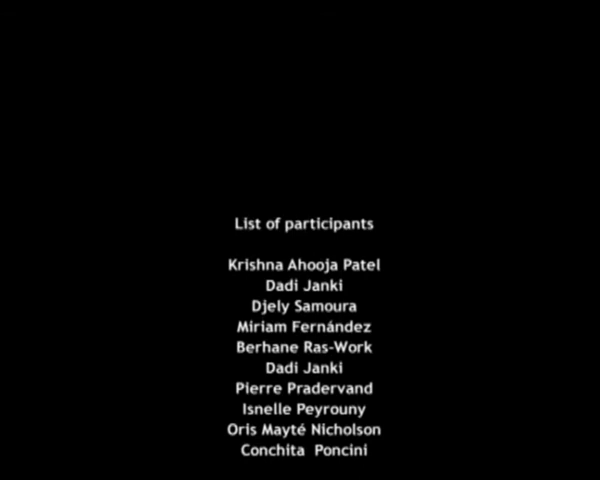 List of participants
Krishna Ahooja Patel
Dadi Janki
Djely Samoura
Miriam Fernández
Berhane Ras-Work
Dadi Janki
Pierre Pradervand
Isnelle Peyrouny
Oris Mayté Nicholson
Conchita Poncini